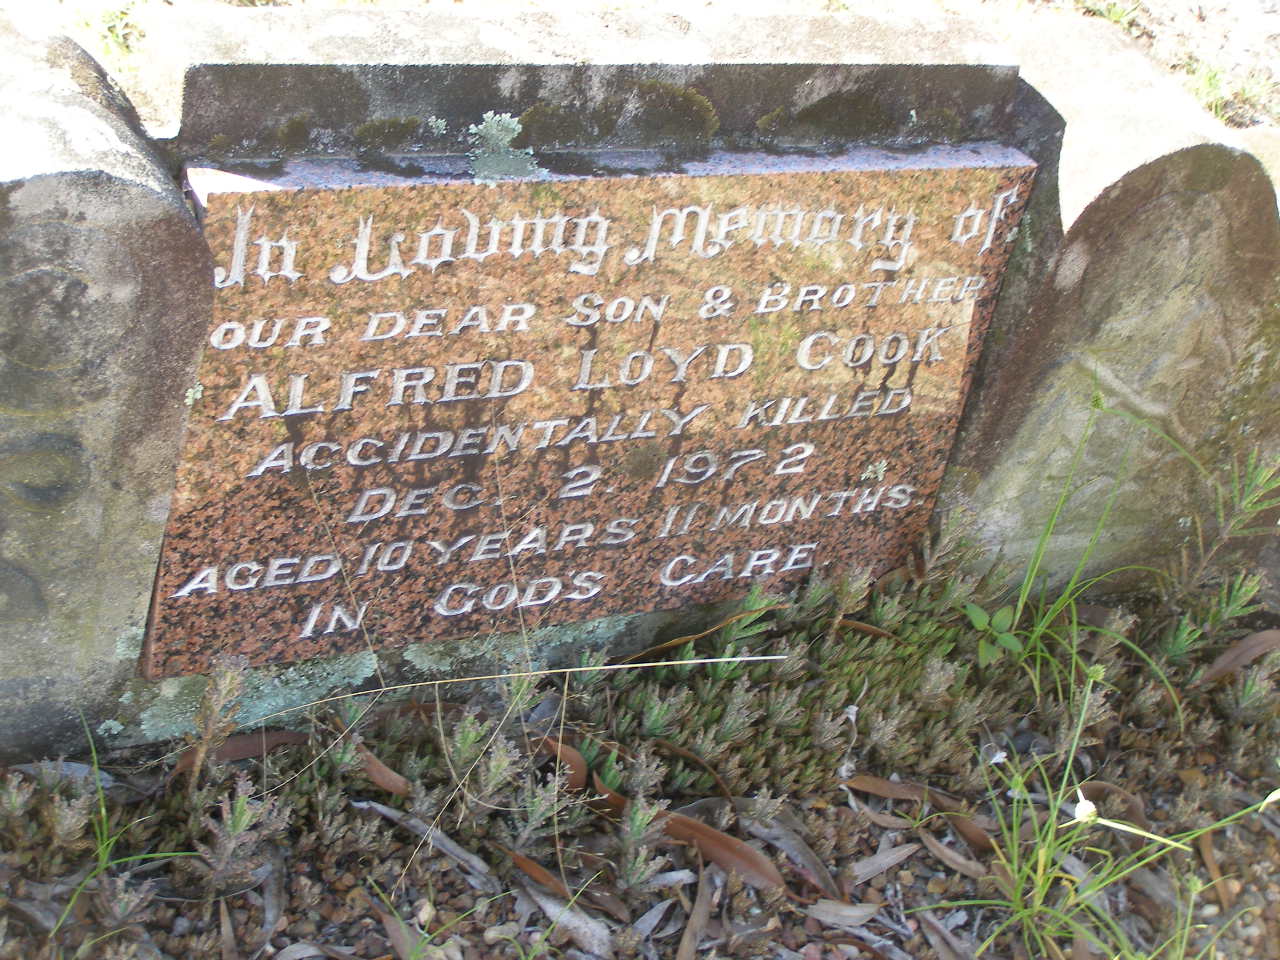 In Loving Memory of
OUR DEAR SON & BROTHER
ALFRED LLOYD COOK
ACCIDENTALLY KILLED
DEC. 2. 1972
AGED 10 YEARS 11 MONTHS
IN GODS CARE.